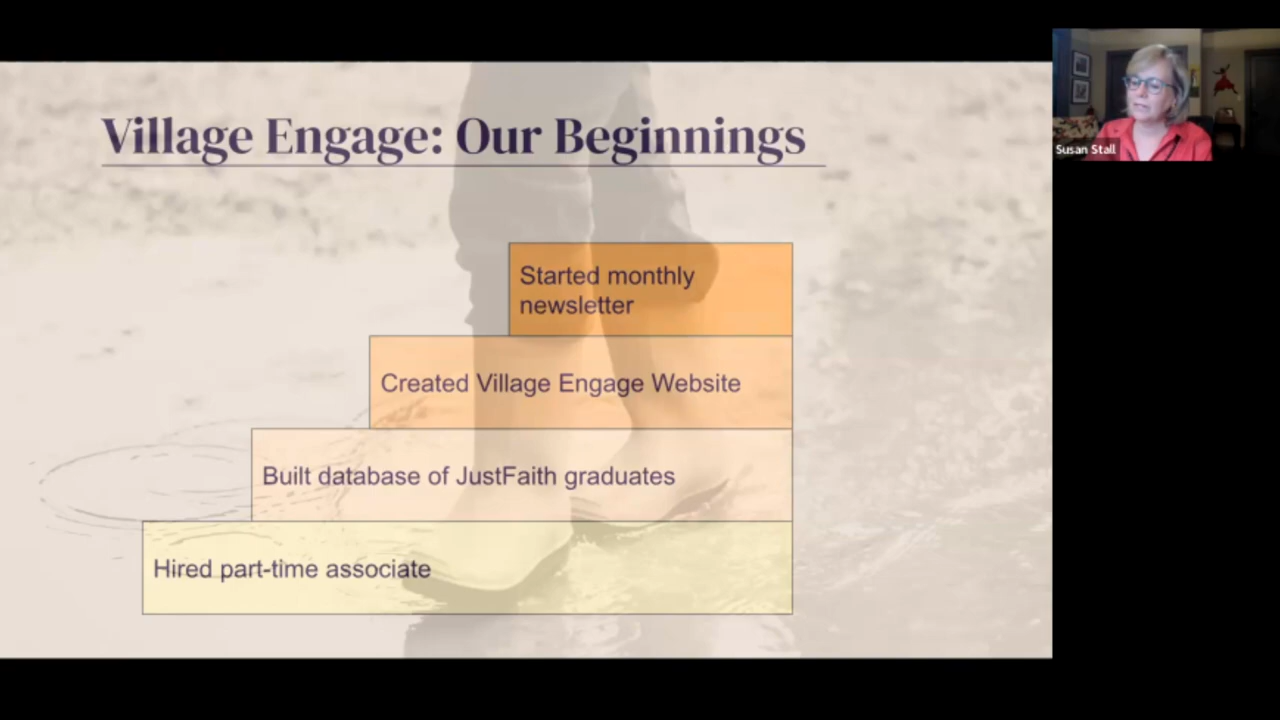 Village Engage: Our Beginnings
Susan Stall
Started monthly
newsletter
Created Village Engage Website
Built database of JustFaith graduates
Hired part-time associate